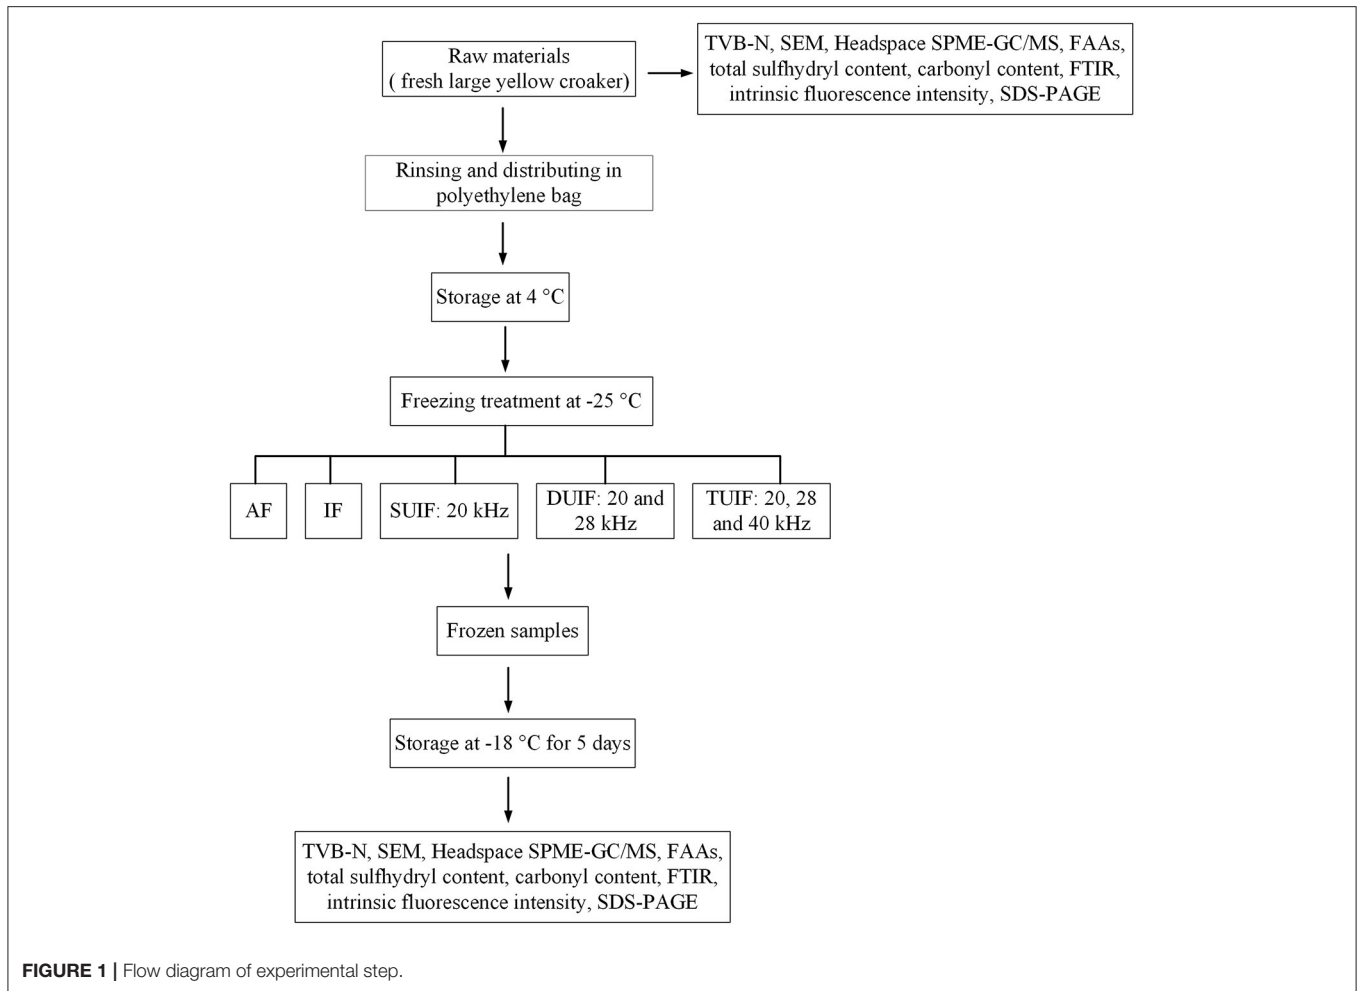 Raw materials
( fresh large yellow croaker)
TVB-N, SEM, Headspace SPME-GC/MS, FAAs,
total sulfhydryl content, carbonyl content, FTIR,
intrinsic fluorescence intensity, SDS-PAGE
Rinsing and distributing in
polyethylene bag
Storage at 4 °C
Freezing treatment at -25 °C
AF
IF
SUIF: 20 kHz
DUIF: 20 and
28 kHz
TUIF: 20, 28
and 40 kHz
Frozen samples
Storage at -18 °C for 5 days
TVB-N, SEM, Headspace SPME-GC/MS, FAAs,
total sulfhydryl content, carbonyl content, FTIR,
intrinsic fluorescence intensity, SDS-PAGE
FIGURE 1 | Flow diagram of experimental step.